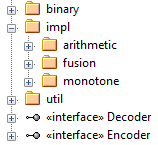 binary
impl
arithmetic
fusion
monotone
util
«interface» Decoder
«interface» Encoder